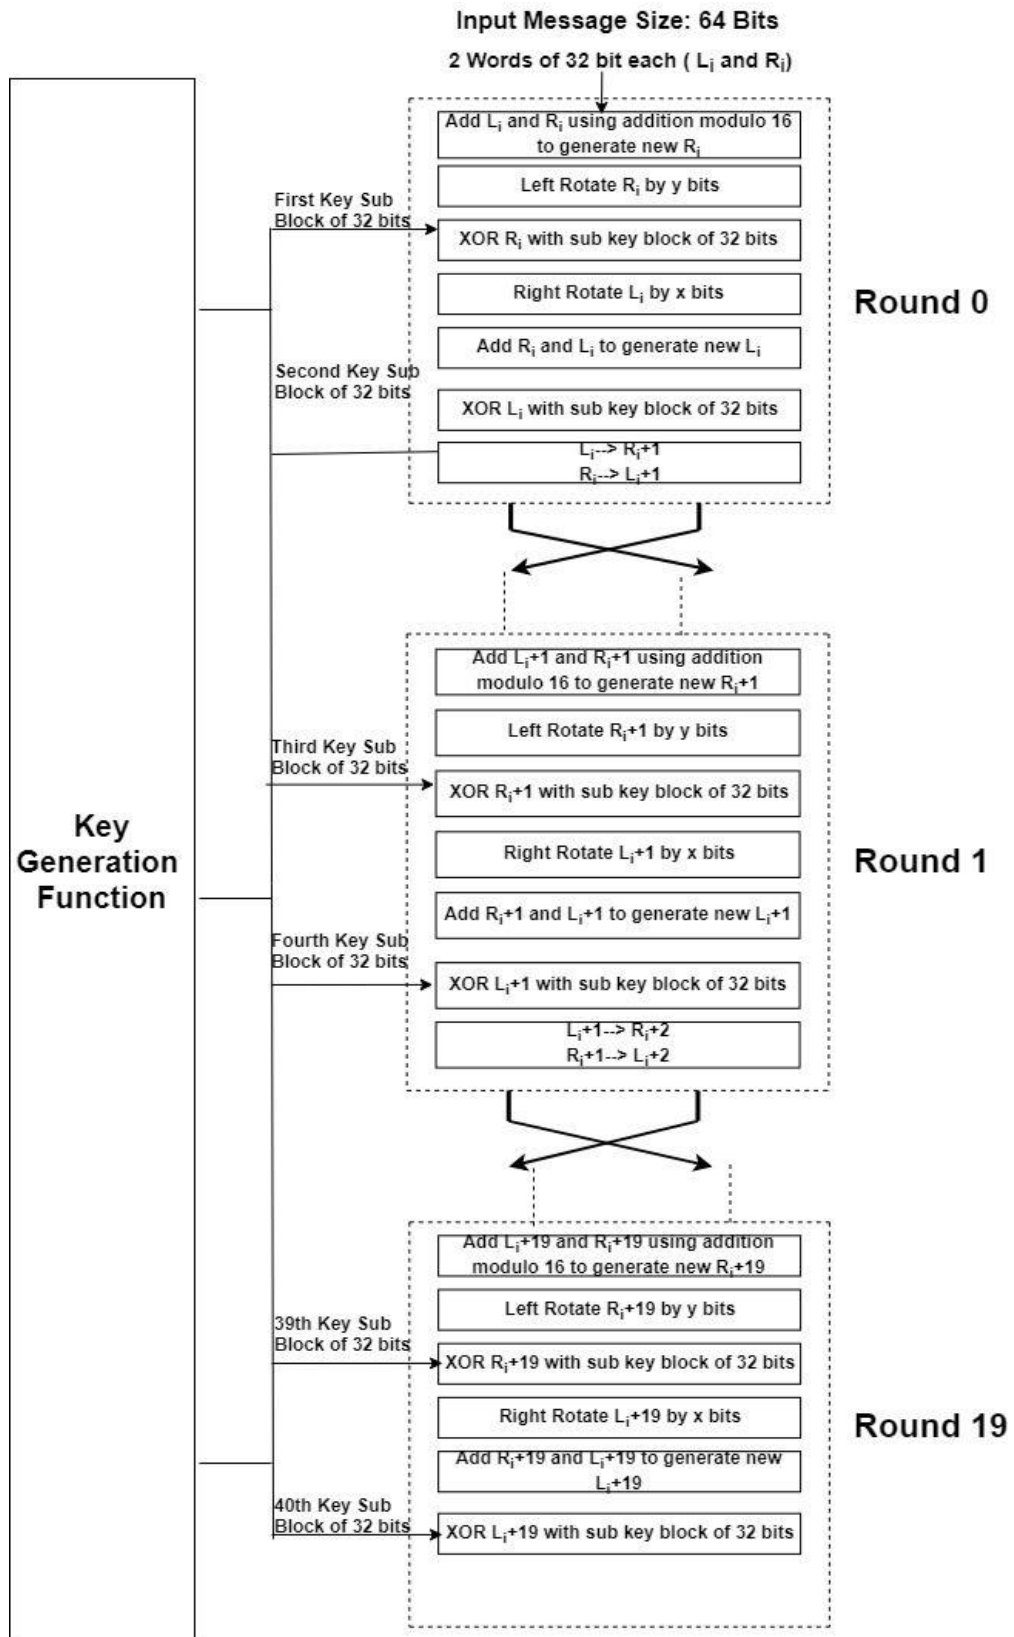 Input Message Size: 64 Bits
2 Words of 32 bit each ( Li and Ri)
Add Li and Ri using addition modulo 16
to generate new Ri
Left Rotate Ri by y bits
First Key Sub
Block of 32 bits
XOR Ri with sub key block of 32 bits
Right Rotate Li by x bits
Round 0
Add Ri and Li to generate new Li
Second Key Sub
Block of 32 bits
XOR Li with sub key block of 32 bits
Li--> Ri+1
Ri--> Li+1
Add Li+1 and Ri+1 using addition
modulo 16 to generate new Ri+1
Left Rotate Ri+1 by y bits
Third Key Sub
Block of 32 bits
XOR Ri+1 with sub key block of 32 bits
Key
Generation
Function
Right Rotate Li+1 by x bits
Round 1
Add Ri+1 and Li+1 to generate new Li+1
Fourth Key Sub
Block of 32 bits
XOR Li+1 with sub key block of 32 bits
Li+1--> Ri+2
Ri+1--> Li+2
Add Li+19 and Ri+19 using addition
modulo 16 to generate new Ri+19
Left Rotate Ri+19 by y bits
39th Key Sub
Block of 32 bits
XOR Ri+19 with sub key block of 32 bits
Right Rotate Li+19 by x bits
Round 19
Add Ri+19 and Li+19 to generate new
Li+19
40th Key Sub
Block of 32 bits
XOR Li+19 with sub key block of 32 bits